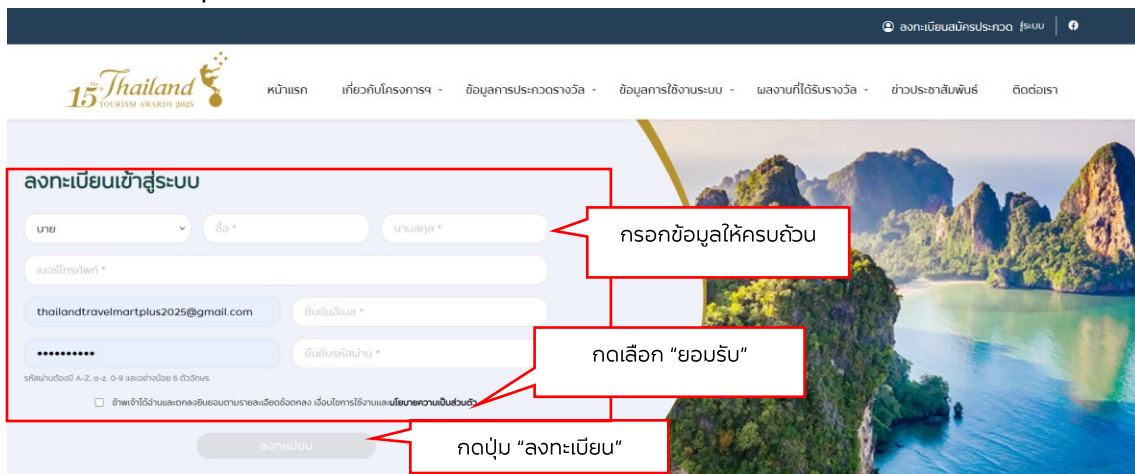 ลงทะเบียนสมัครประกวด
The 15th Thailand
TOURISM AWARDS 2025
หน้าแรก เกี่ยวกับโครงการฯ ข้อมูลการประกวดรางวัล ข้อมูลการใช้งานระบบ ผลงานที่ได้รับรางวัล ข่าวประชาสัมพันธ์ ติดต่อเรา
ลงทะเบียนเข้าสู่ระบบ
นาย ชื่อ * นามสกุล *
กรอกข้อมูลให้ครบถ้วน
เบอร์โทรศัพท์ *
thailandtravelmartplus2025@gmail.com ยืนยันอีเมล *
•••••••••• ยืนยันรหัสผ่าน *
กดเลือก “ยอมรับ”
รหัสผ่านต้องมี A-Z, a-z, 0-9 และอย่างน้อย 6 ตัวอักษร
ข้าพเจ้าได้อ่านและตกลงยินยอมตามรายละเอียดข้อตกลง เงื่อนไขการใช้งานและนโยบายความเป็นส่วนตัว
ลงทะเบียน
กดปุ่ม “ลงทะเบียน”